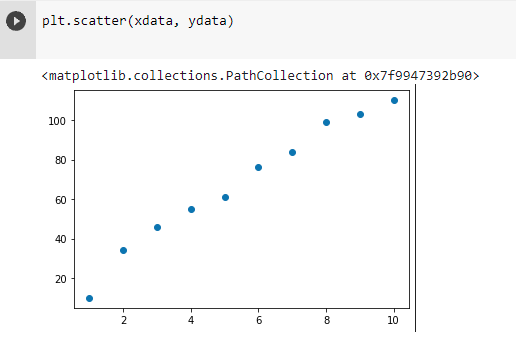 plt.scatter(xdata, ydata)
<matplotlib.collections.PathCollection at 0x7f9947392b90>
100
80
60
40
20
2 4 6 8 10